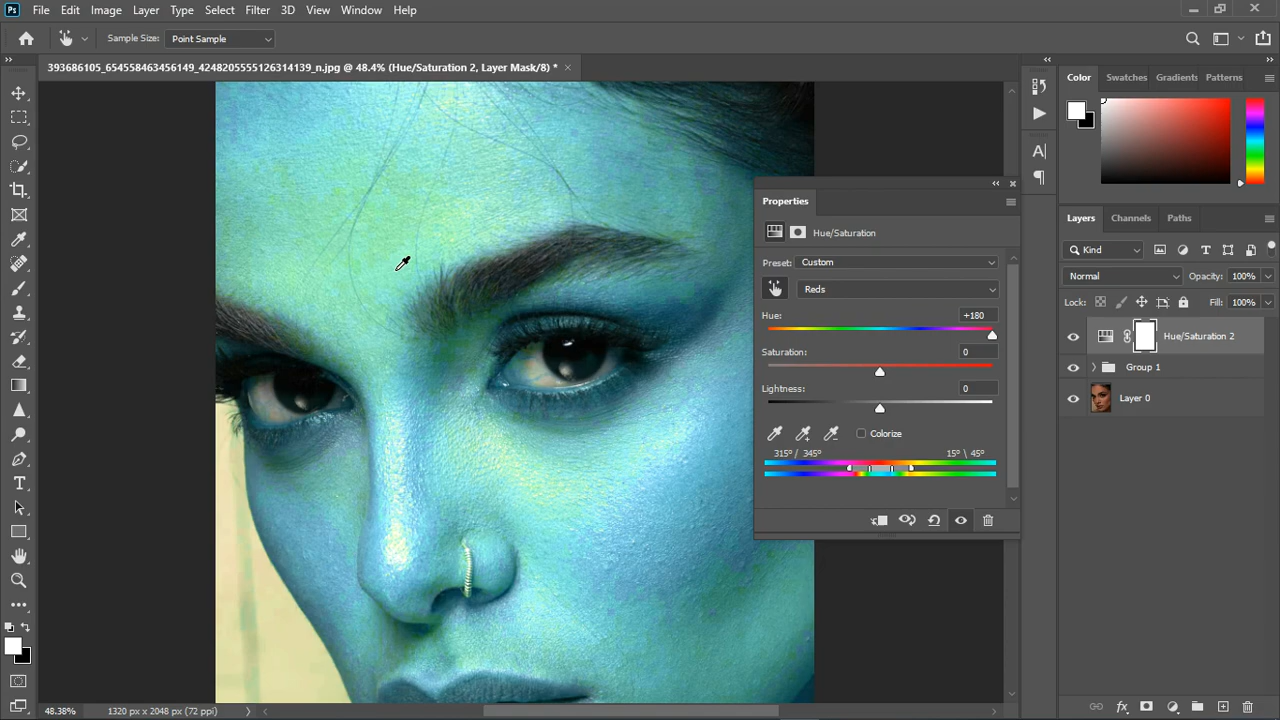 Ps File Edit Image Layer Type Select Filter 3D View Window Help
Sample Size: Point Sample
393686105_654558463456149_4248205555126314139_n.jpg @ 48.4% (Hue/Saturation 2, Layer Mask/8) *
Color Swatches Gradients Patterns
Properties
Hue/Saturation
Preset: Custom
Reds
Hue: +180
Saturation: 0
Lightness: 0
Colorize
315°/ 345° 15°\ 45°
Layers Channels Paths
Kind
Normal Opacity: 100%
Lock: Fill: 100%
Hue/Saturation 2
Group 1
Layer 0
48.38% 1320 px x 2048 px (72 ppi)